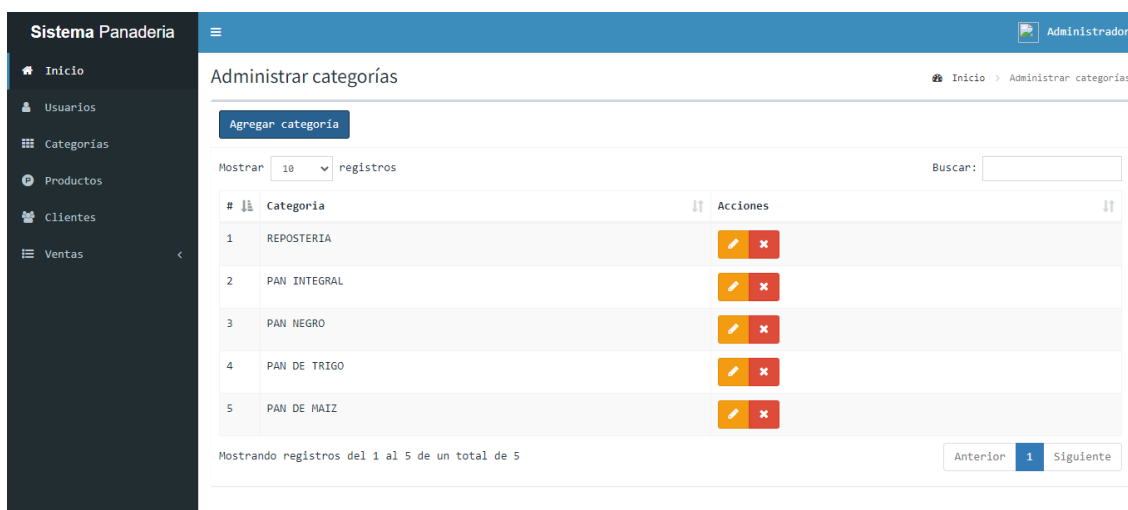 Sistema Panaderia
Administrador
Inicio
Usuarios
Categorías
Productos
Clientes
Ventas
Administrar categorías
Inicio > Administrar categorías
Agregar categoría
Mostrar 10 registros
Buscar:
# Categoria Acciones
1 REPOSTERIA
2 PAN INTEGRAL
3 PAN NEGRO
4 PAN DE TRIGO
5 PAN DE MAIZ
Mostrando registros del 1 al 5 de un total de 5
Anterior 1 Siguiente